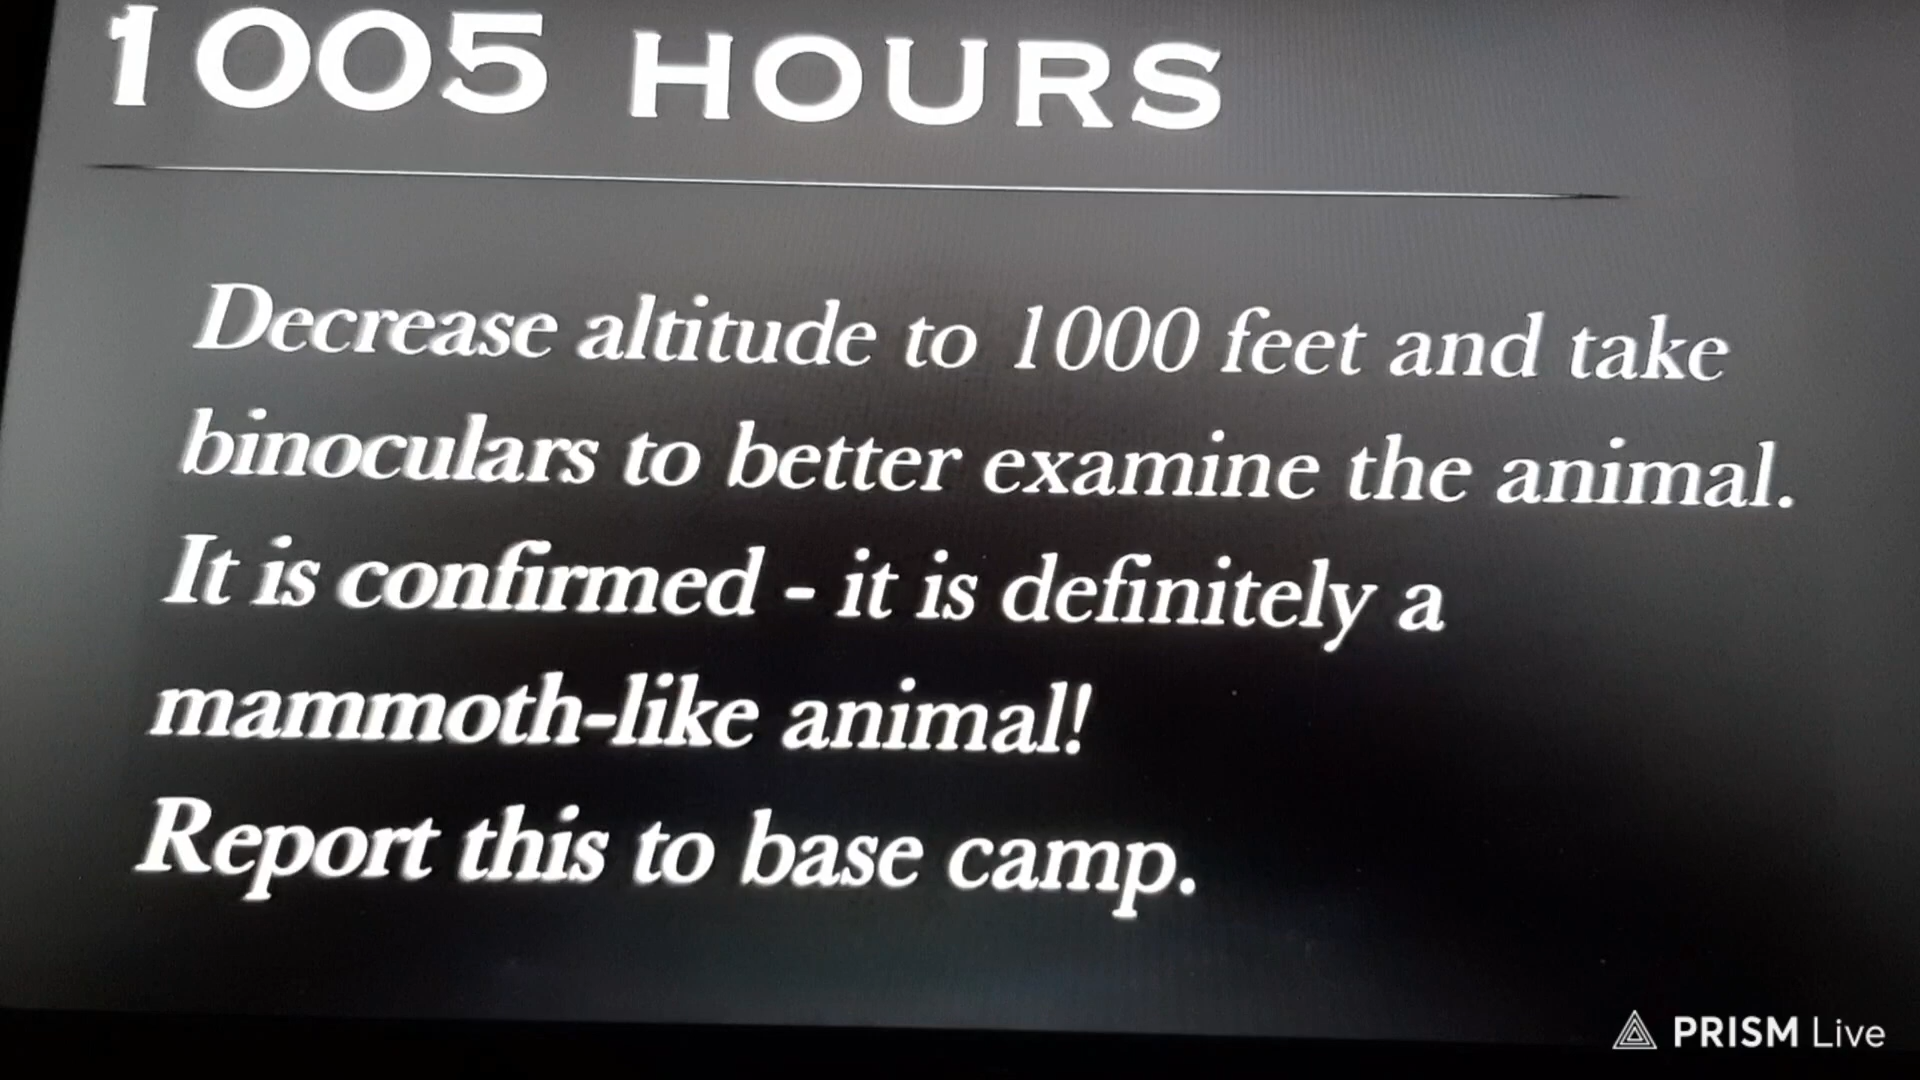 1005 HOURS
Decrease altitude to 1000 feet and take
binoculars to better examine the animal.
It is confirmed - it is definitely a
mammoth-like animal!
Report this to base camp.
PRISM Live